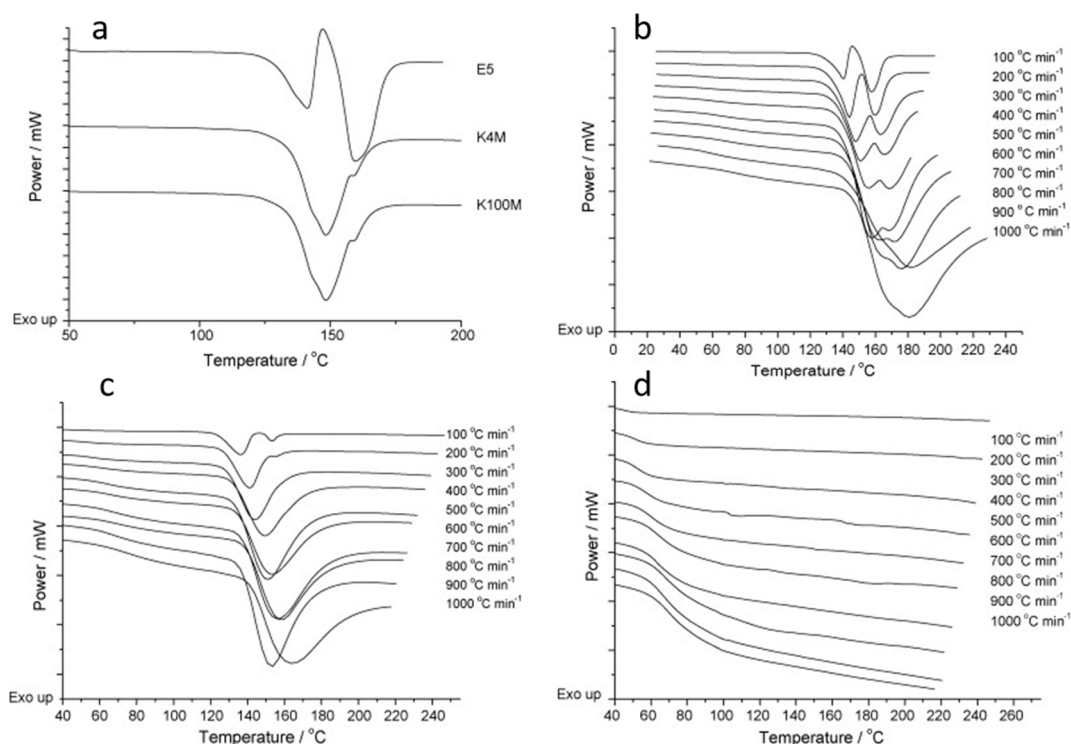 a
E5
K4M
K100M
Power / mW
Exo up
50
100
150
200
Temperature / °C
b
100 °C min⁻¹
200 °C min⁻¹
300 °C min⁻¹
400 °C min⁻¹
500 °C min⁻¹
600 °C min⁻¹
700 °C min⁻¹
800 °C min⁻¹
900 °C min⁻¹
1000 °C min⁻¹
Power / mW
Exo up
0 20 40 60 80 100 120 140 160 180 200 220 240
Temperature / °C
c
100 °C min⁻¹
200 °C min⁻¹
300 °C min⁻¹
400 °C min⁻¹
500 °C min⁻¹
600 °C min⁻¹
700 °C min⁻¹
800 °C min⁻¹
900 °C min⁻¹
1000 °C min⁻¹
Power / mW
Exo up
40 60 80 100 120 140 160 180 200 220 240
Temperature / °C
d
100 °C min⁻¹
200 °C min⁻¹
300 °C min⁻¹
400 °C min⁻¹
500 °C min⁻¹
600 °C min⁻¹
700 °C min⁻¹
800 °C min⁻¹
900 °C min⁻¹
1000 °C min⁻¹
Power / mW
Exo up
40 60 80 100 120 140 160 180 200 220 240 260
Temperature / °C